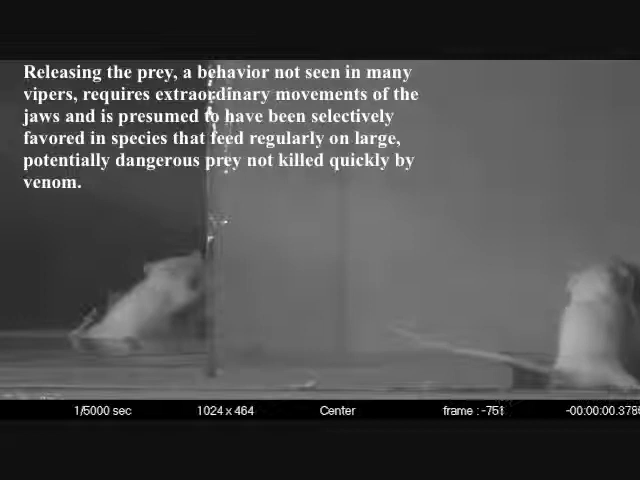 Releasing the prey, a behavior not seen in many
vipers, requires extraordinary movements of the
jaws and is presumed to have been selectively
favored in species that feed regularly on large,
potentially dangerous prey not killed quickly by
venom.
1/5000 sec 1024 x 464 Center frame : -751 -00:00:00.378